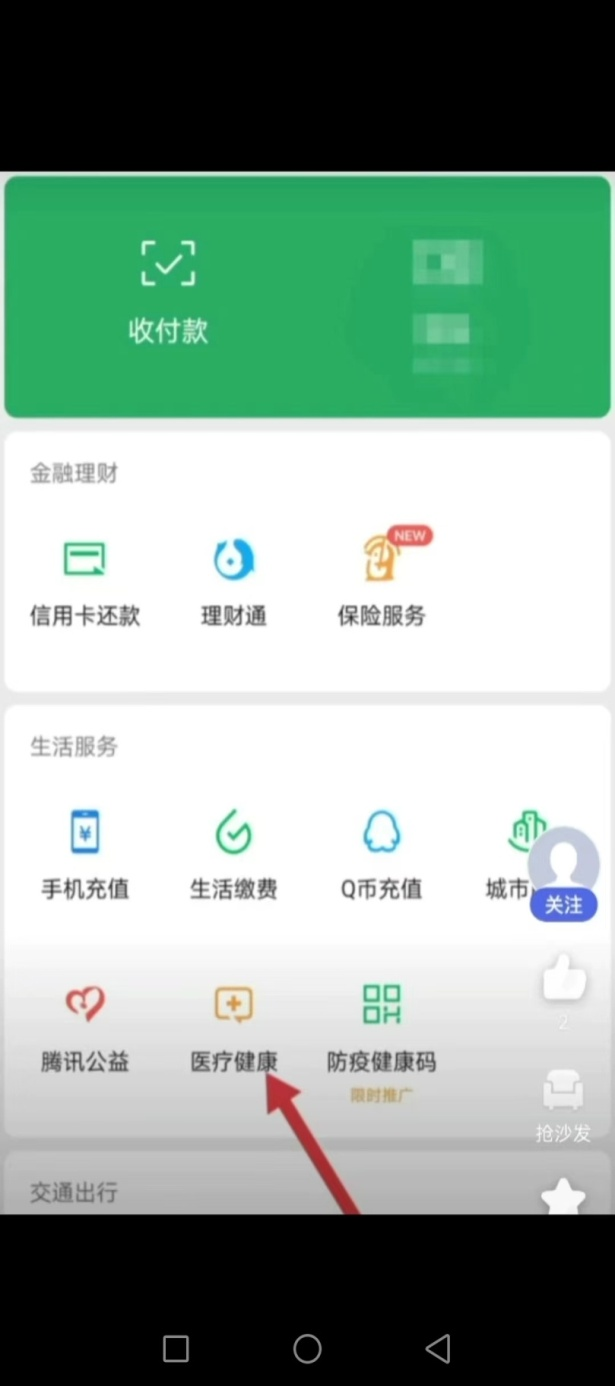 收付款
金融理财
NEW
信用卡还款 理财通 保险服务
生活服务
¥
手机充值 生活缴费 Q币充值 城市
关注
2
腾讯公益 医疗健康 防疫健康码
限时推广
抢沙发
交通出行